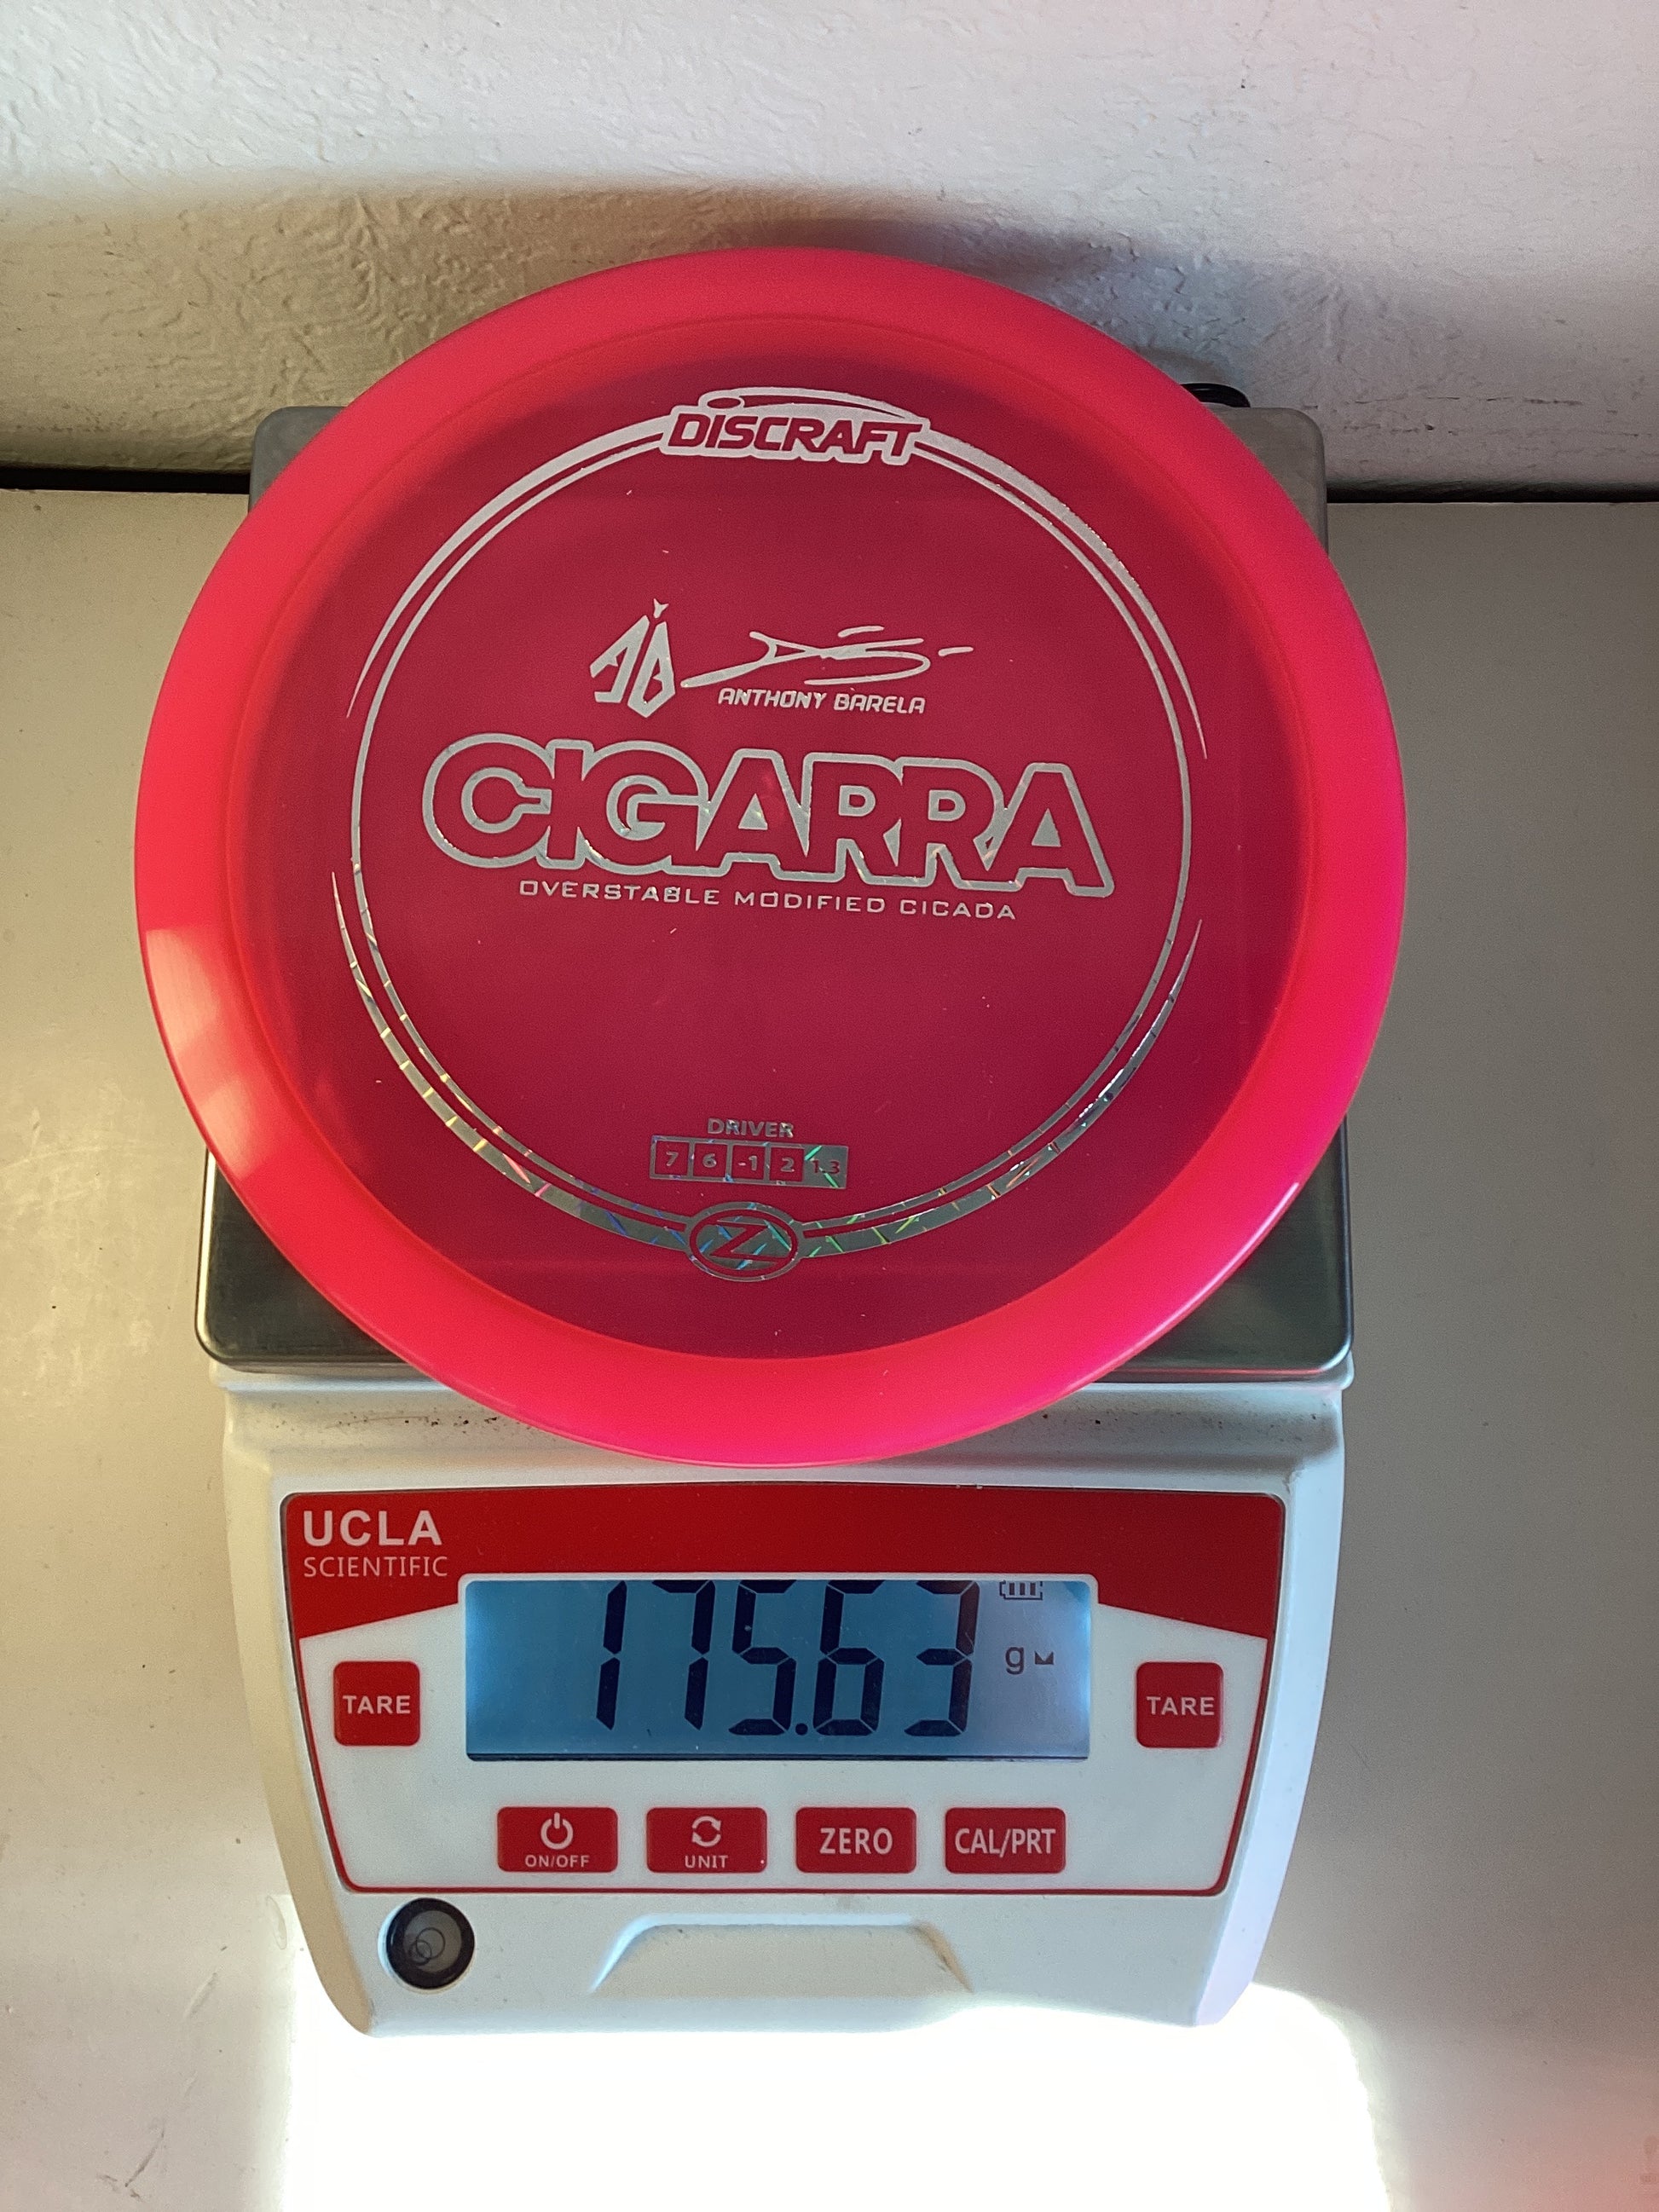 DISCRAFT
AB
ANTHONY BARELA
CIGARRA
OVERSTABLE MODIFIED CICADA
DRIVER
7 6 -1 2 1.3
Z
UCLA
SCIENTIFIC
175.63 g
TARE
TARE
ON/OFF
UNIT
ZERO
CAL/PRT